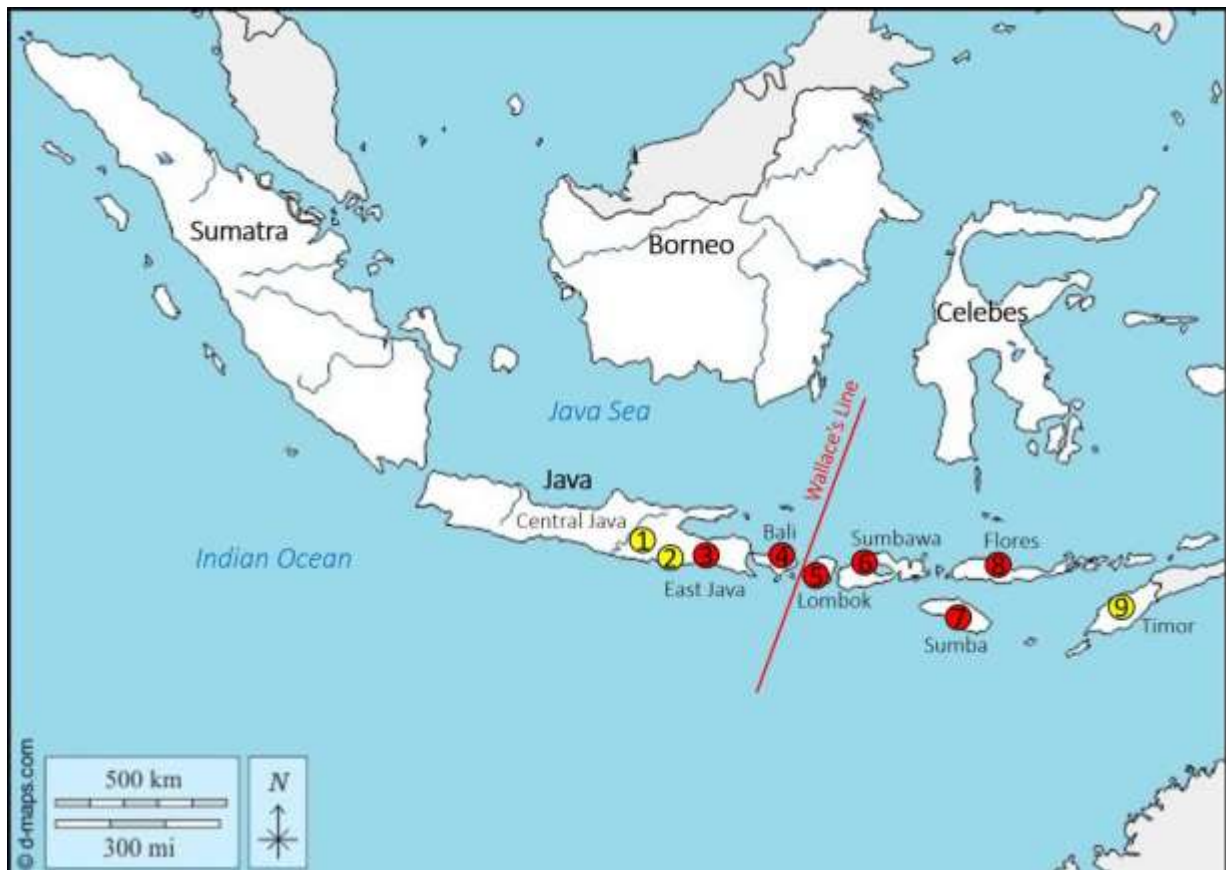 Sumatra
Borneo
Celebes
Java Sea
Wallace's Line
Java
Central Java
1
2
3
East Java
Bali
4
5
Lombok
Sumbawa
6
Flores
8
7
Sumba
9
Timor
Indian Ocean
500 km
300 mi
N
© d-maps.com